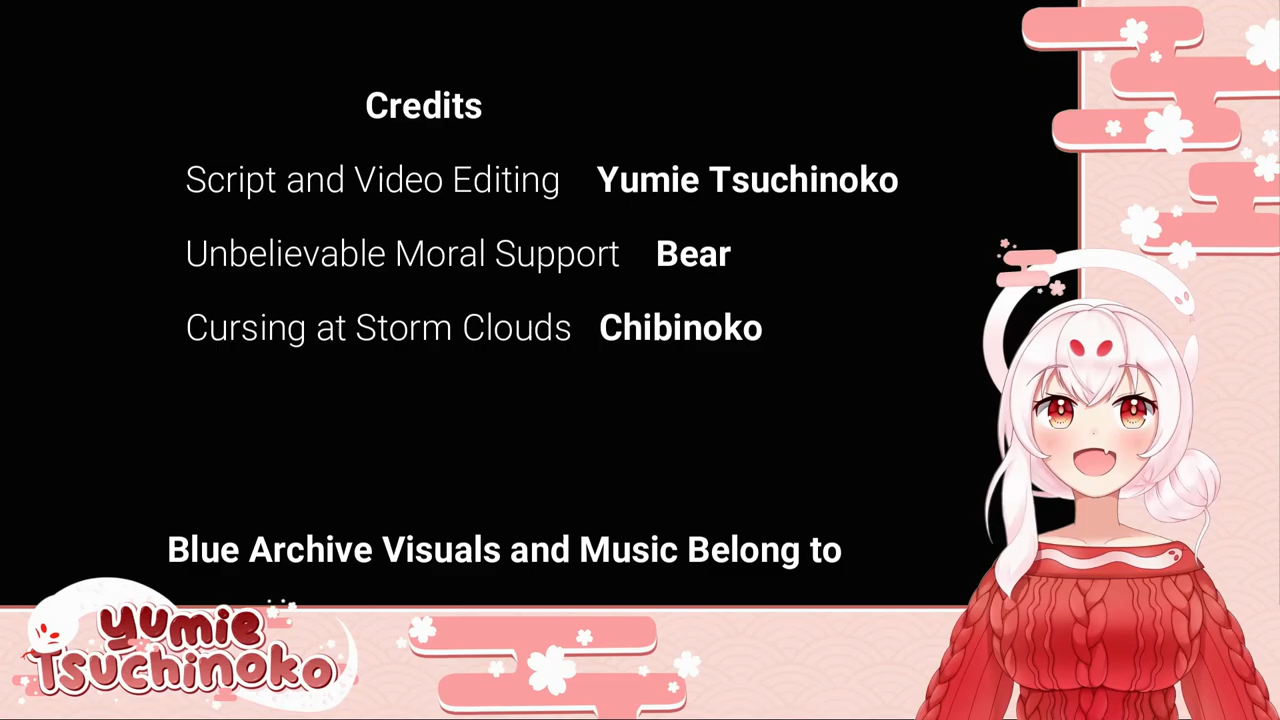 Credits
Script and Video Editing Yumie Tsuchinoko
Unbelievable Moral Support Bear
Cursing at Storm Clouds Chibinoko
Blue Archive Visuals and Music Belong to
yumie
Tsuchinoko